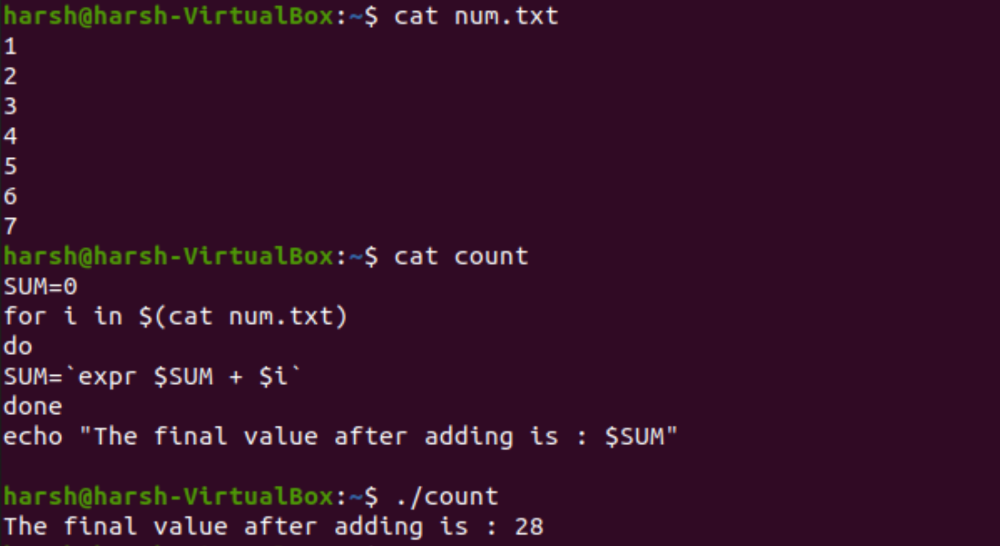 harsh@harsh-VirtualBox:~$ cat num.txt
1
2
3
4
5
6
7
harsh@harsh-VirtualBox:~$ cat count
SUM=0
for i in $(cat num.txt)
do
SUM=`expr $SUM + $i`
done
echo "The final value after adding is : $SUM"
harsh@harsh-VirtualBox:~$ ./count
The final value after adding is : 28